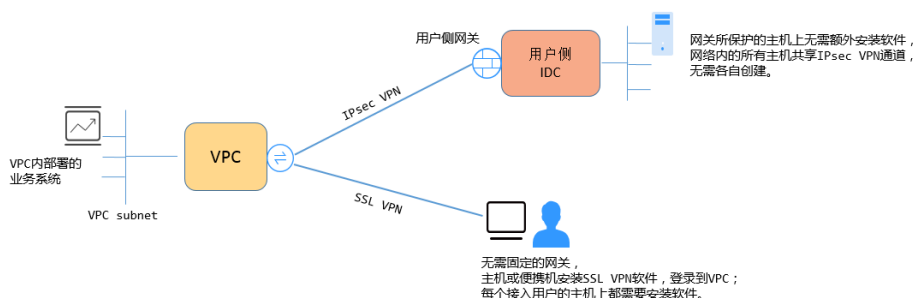 用户侧网关
用户侧
IDC
网关所保护的主机上无需额外安装软件，
网络内的所有主机共享IPsec VPN通道，
无需各自创建。
IPsec VPN
VPC
VPC内部署的
业务系统
VPC subnet
SSL VPN
无需固定的网关，
主机或便携机安装SSL VPN软件，登录到VPC；
每个接入用户的主机上都需要安装软件。